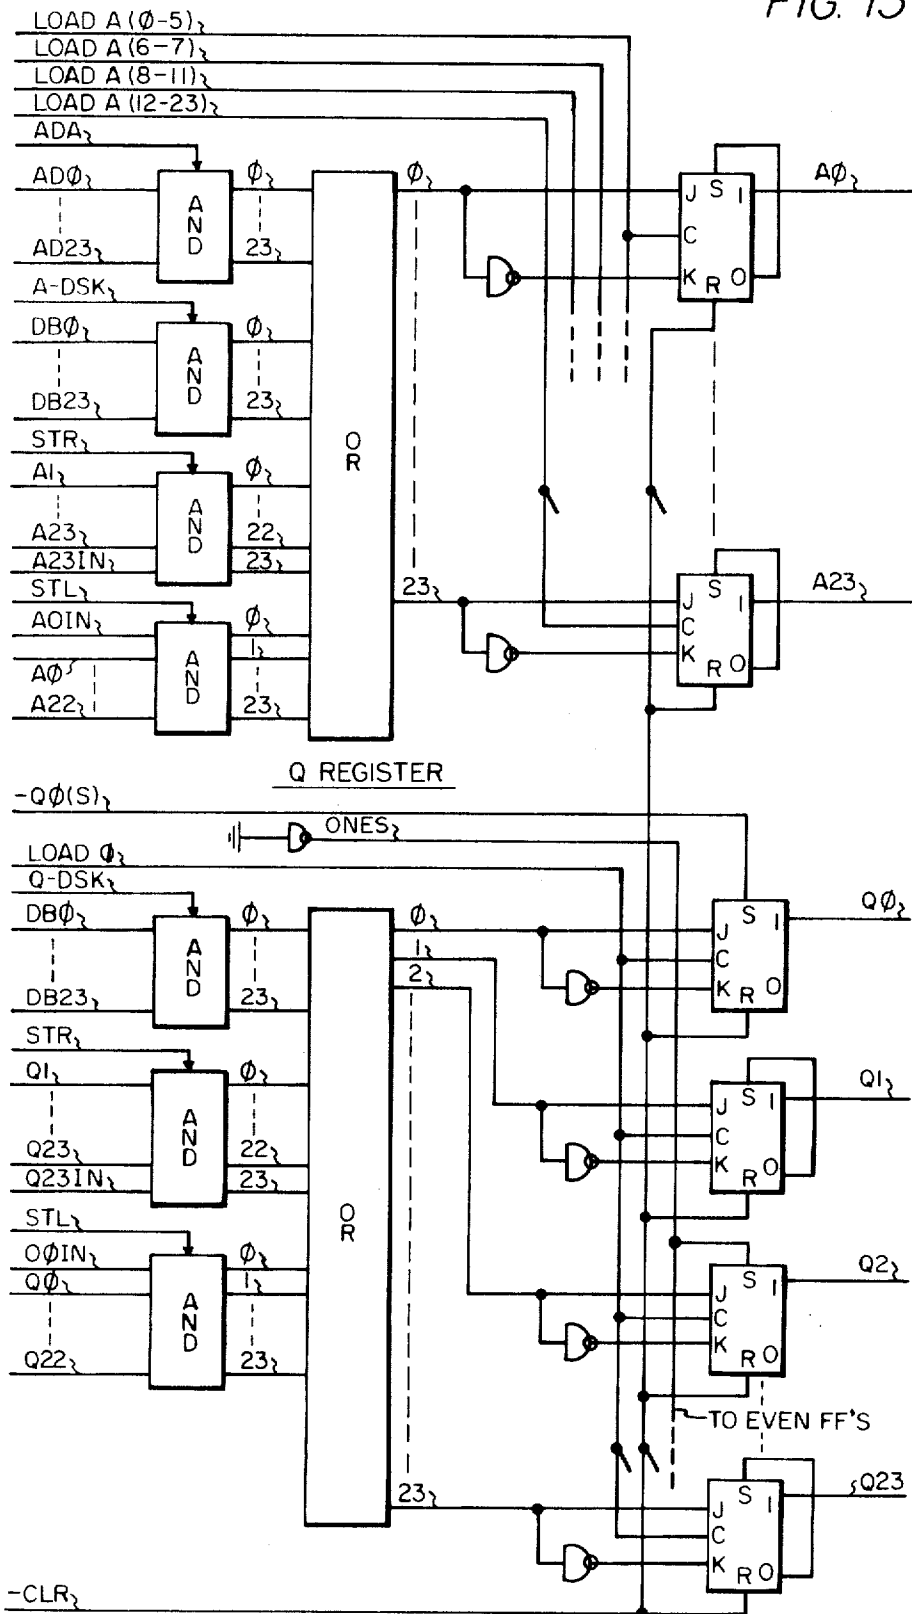 FIG. 15
LOAD A (Ø-5)
LOAD A (6-7)
LOAD A (8-11)
LOAD A (12-23)
ADA
ADØ
AND
Ø
Ø
J S 1
AØ
C
AD23
23
K R O
A-DSK
DBØ
AND
Ø
DB23
23
OR
STR
A1
AND
Ø
A23
22
A23IN
23
STL
23
J S 1
A23
C
AOIN
AND
Ø
K
AØ
1
R O
A22
23
Q REGISTER
-QØ(S)
ONES
LOAD Φ
Q-DSK
DBØ
AND
Ø
Ø
J S 1
QØ
1
C
2
K R O
DB23
23
STR
Q1
AND
Ø
J S 1
Q1
C
Q23
22
K R O
Q23IN
23
OR
STL
OØIN
AND
Ø
QØ
1
J S 1
Q2
C
K
Q22
23
R O
TO EVEN FF'S
23
J S 1
Q23
C
K R O
-CLR